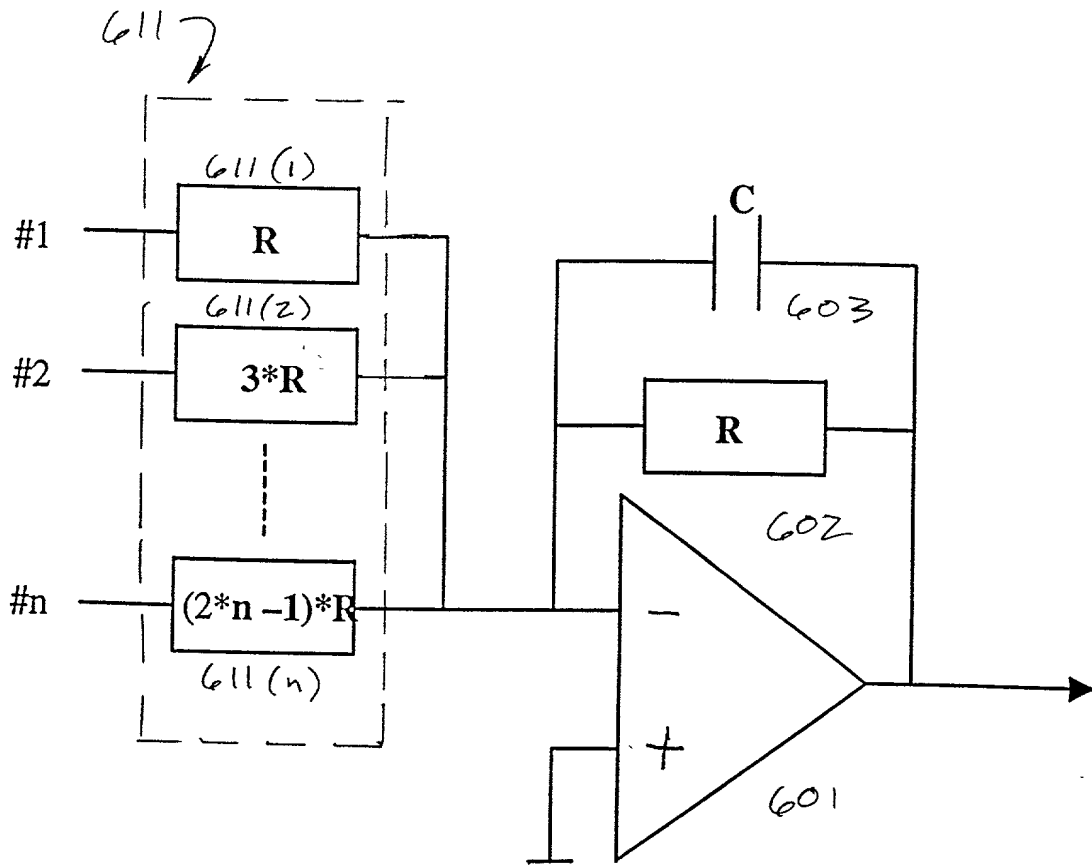 611
611(1)
#1
R
C
611(2)
603
#2
3*R
R
602
#n
(2*n –1)*R
−
611(n)
+
601